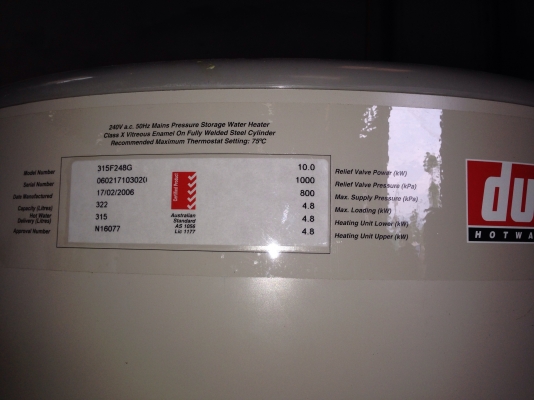 240V a.c. 50Hz Mains Pressure Storage Water Heater
Class X Vitreous Enamel On Fully Welded Steel Cylinder
Recommended Maximum Thermostat Setting: 75ºC
Model Number 315F248G 10.0 Relief Valve Power (kW)
Serial Number 060217103020 1000 Relief Valve Pressure (kPa)
Date Manufactured 17/02/2006 800 Max. Supply Pressure (kPa)
Capacity (Litres) 322 4.8 Max. Loading (kW)
Hot Water Delivery (Litres) 315 4.8 Heating Unit Lower (kW)
Approval Number N16077 4.8 Heating Unit Upper (kW)
Certified Product
Australian
Standard
AS 1056
Lic 1177
du
HOTWA